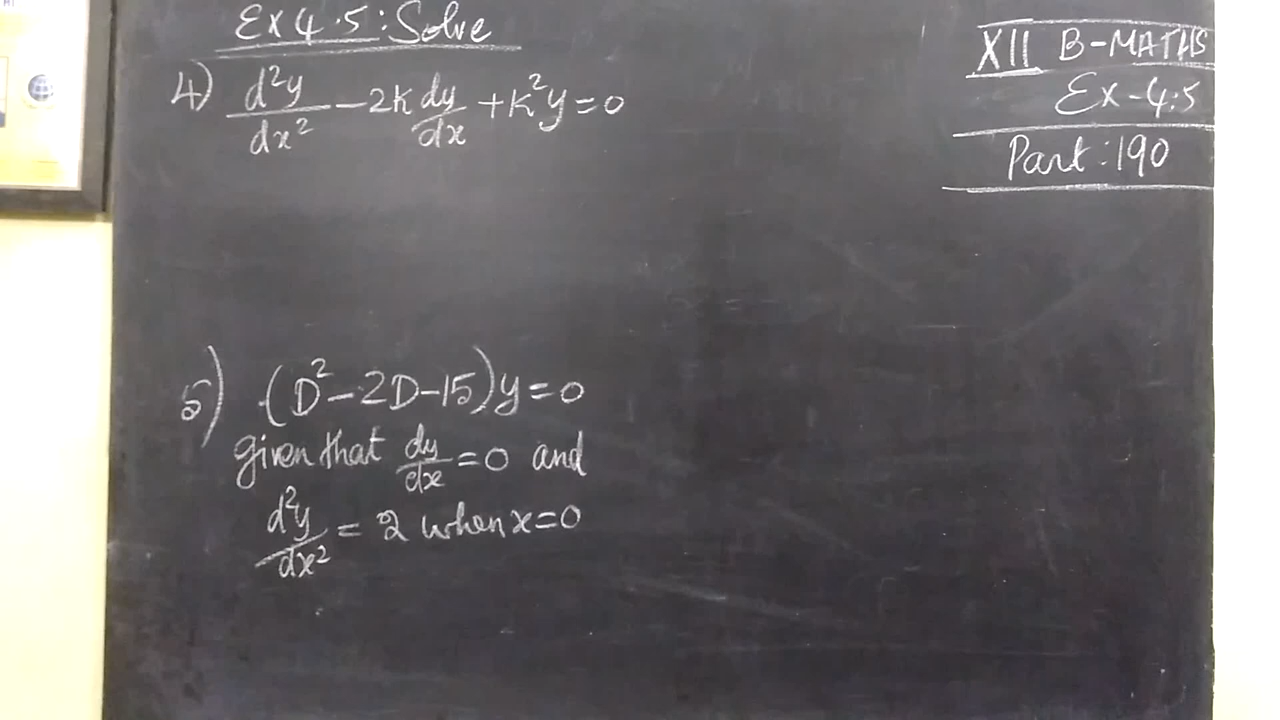 Ex 4.5 : Solve
4) d²y/dx² - 2k dy/dx + k²y = 0
5) (D² - 2D - 15)y = 0
given that dy/dx = 0 and
d²y/dx² = 2 when x = 0
XII B-MATHS
Ex - 4.5
Part : 190